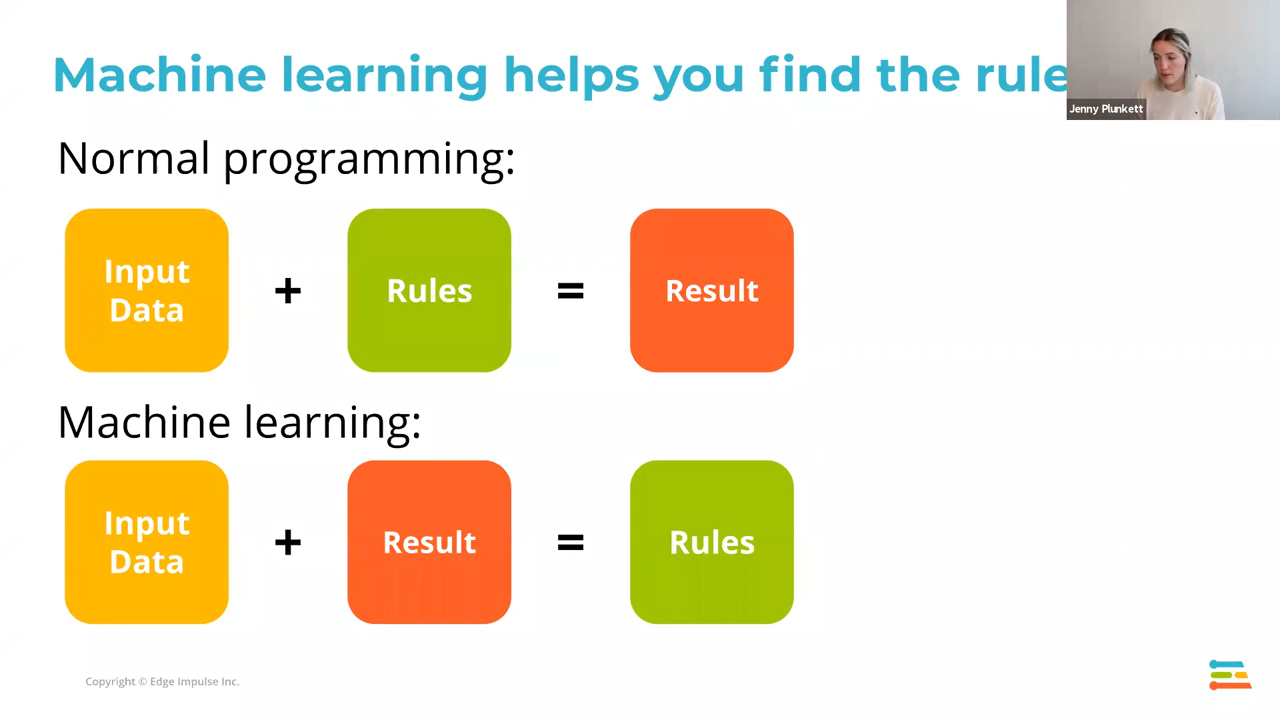 Machine learning helps you find the rule
Jenny Plunkett
Normal programming:
Input
Data
+
Rules
=
Result
Machine learning:
Input
Data
+
Result
=
Rules
Copyright © Edge Impulse Inc.